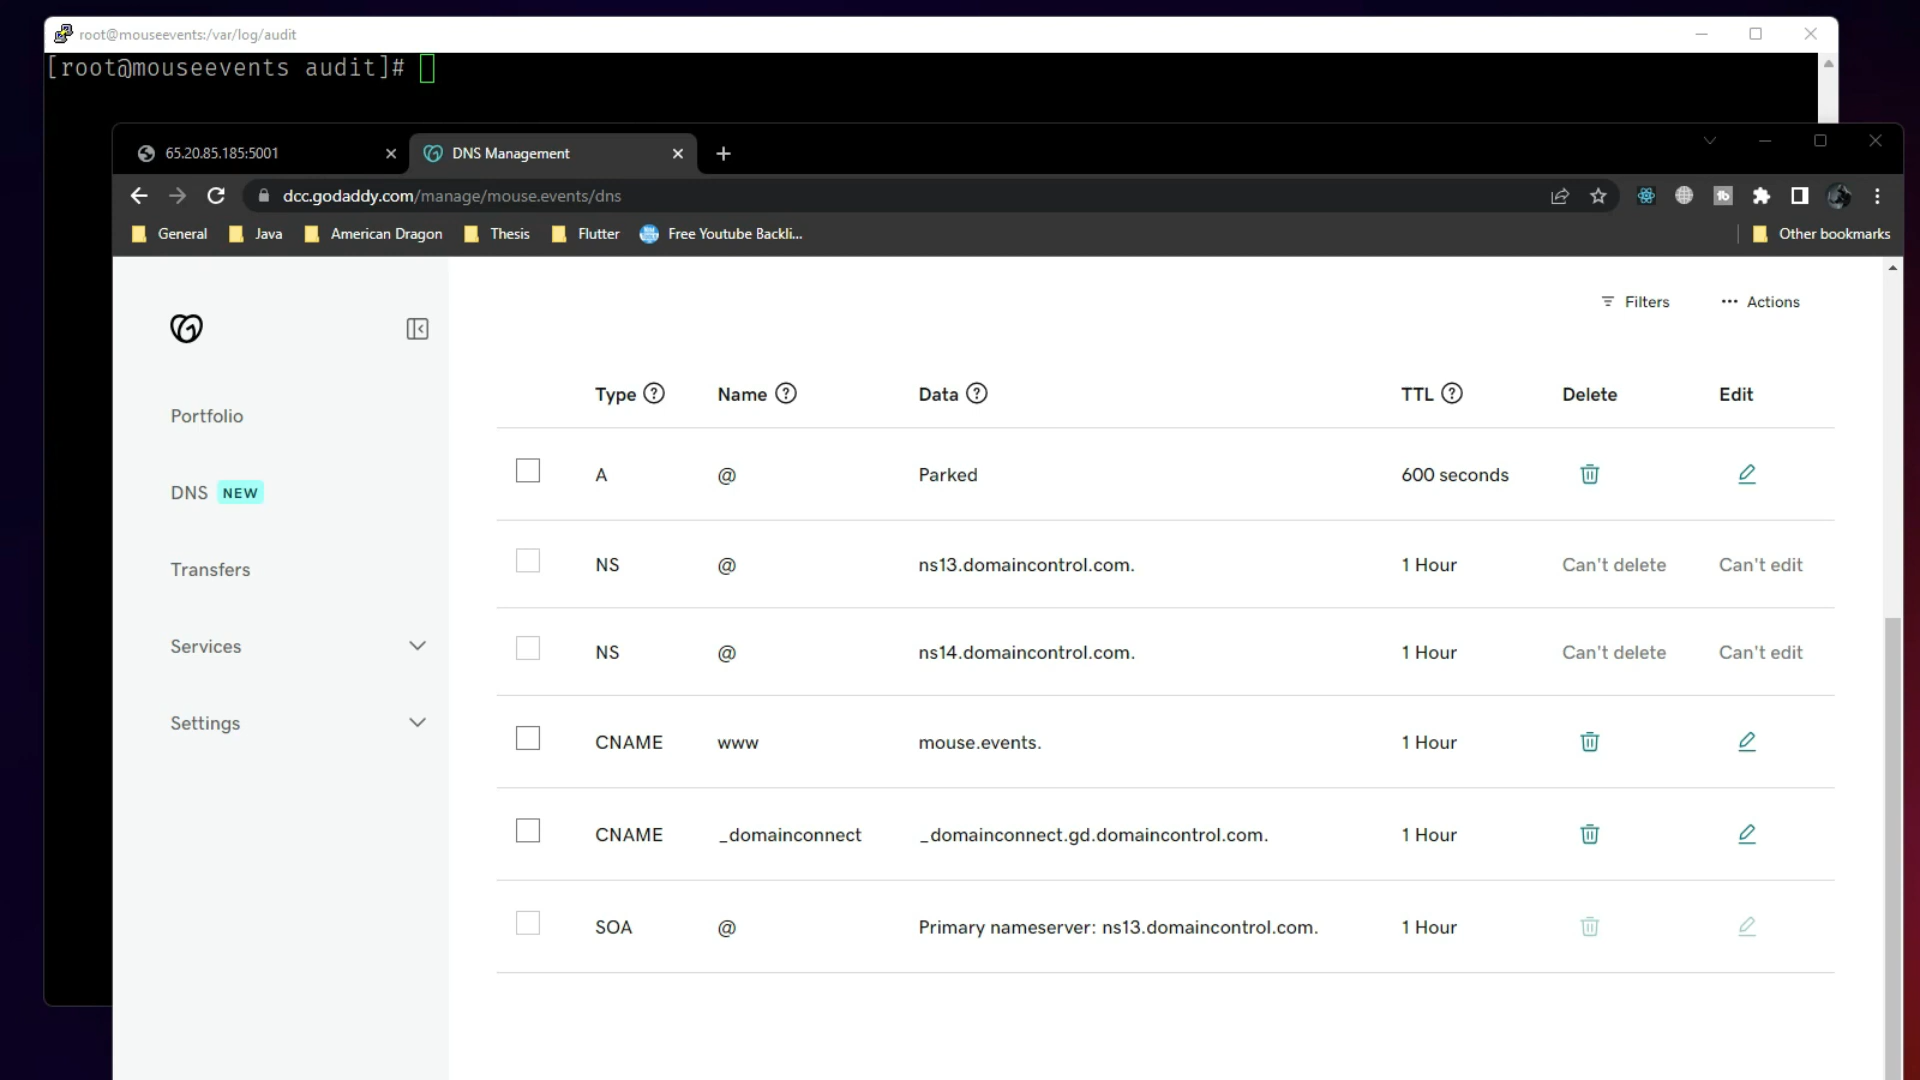 root@mouseevents:/var/log/audit
[root@mouseevents audit]#
65.20.85.185:5001
DNS Management
dcc.godaddy.com/manage/mouse.events/dns
General Java American Dragon Thesis Flutter Free Youtube Backli... Other bookmarks
Filters ··· Actions
Portfolio
DNS NEW
Transfers
Services
Settings
Type ? Name ? Data ? TTL ? Delete Edit
A @ Parked 600 seconds
NS @ ns13.domaincontrol.com. 1 Hour Can't delete Can't edit
NS @ ns14.domaincontrol.com. 1 Hour Can't delete Can't edit
CNAME www mouse.events. 1 Hour
CNAME _domainconnect _domainconnect.gd.domaincontrol.com. 1 Hour
SOA @ Primary nameserver: ns13.domaincontrol.com. 1 Hour